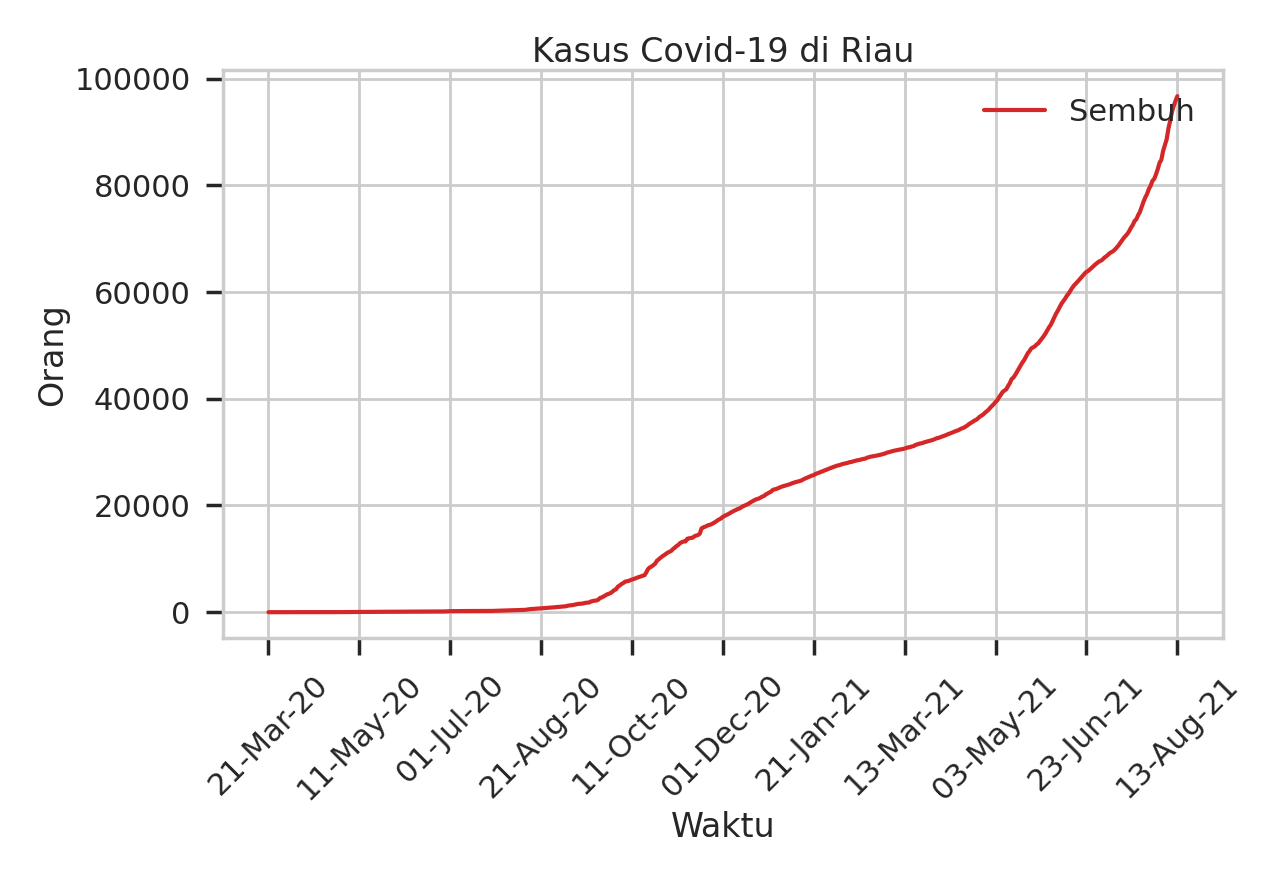 Kasus Covid-19 di Riau
100000
80000
60000
40000
20000
0
Orang
Sembuh
21-Mar-20
11-May-20
01-Jul-20
21-Aug-20
11-Oct-20
01-Dec-20
21-Jan-21
13-Mar-21
03-May-21
23-Jun-21
13-Aug-21
Waktu